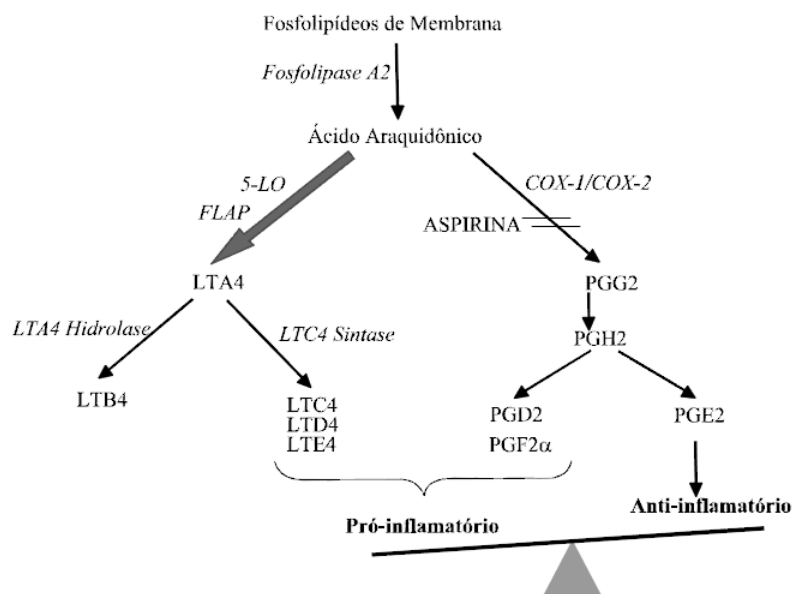 Fosfolipídeos de Membrana
Fosfolipase A2
Ácido Araquidônico
5-LO
FLAP
COX-1/COX-2
ASPIRINA
LTA4
PGG2
LTA4 Hidrolase
LTC4 Sintase
PGH2
LTB4
LTC4
LTD4
LTE4
PGD2
PGF2α
PGE2
Pró-inflamatório
Anti-inflamatório